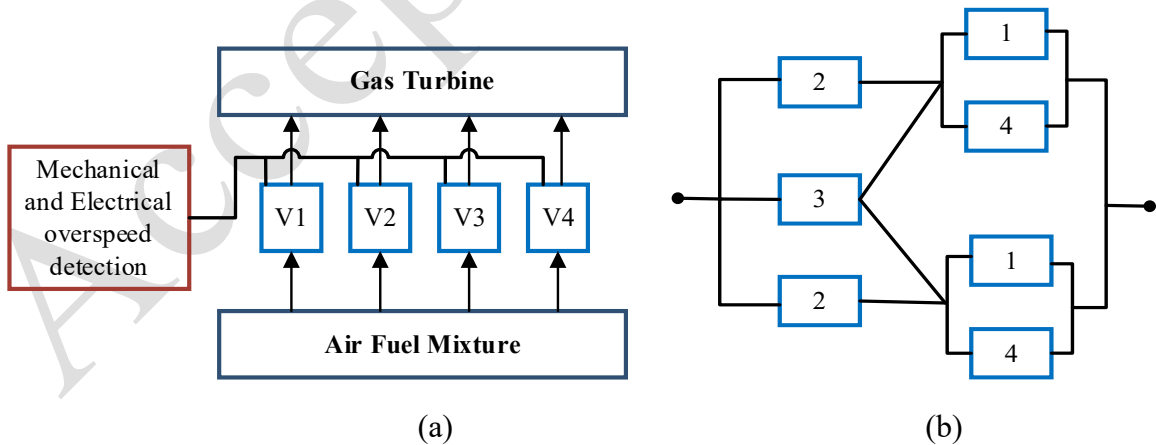 Gas Turbine
Mechanical
and Electrical
overspeed
detection
V1 V2 V3 V4
Air Fuel Mixture
(a)
1
2
4
3
1
2
4
(b)
Accep